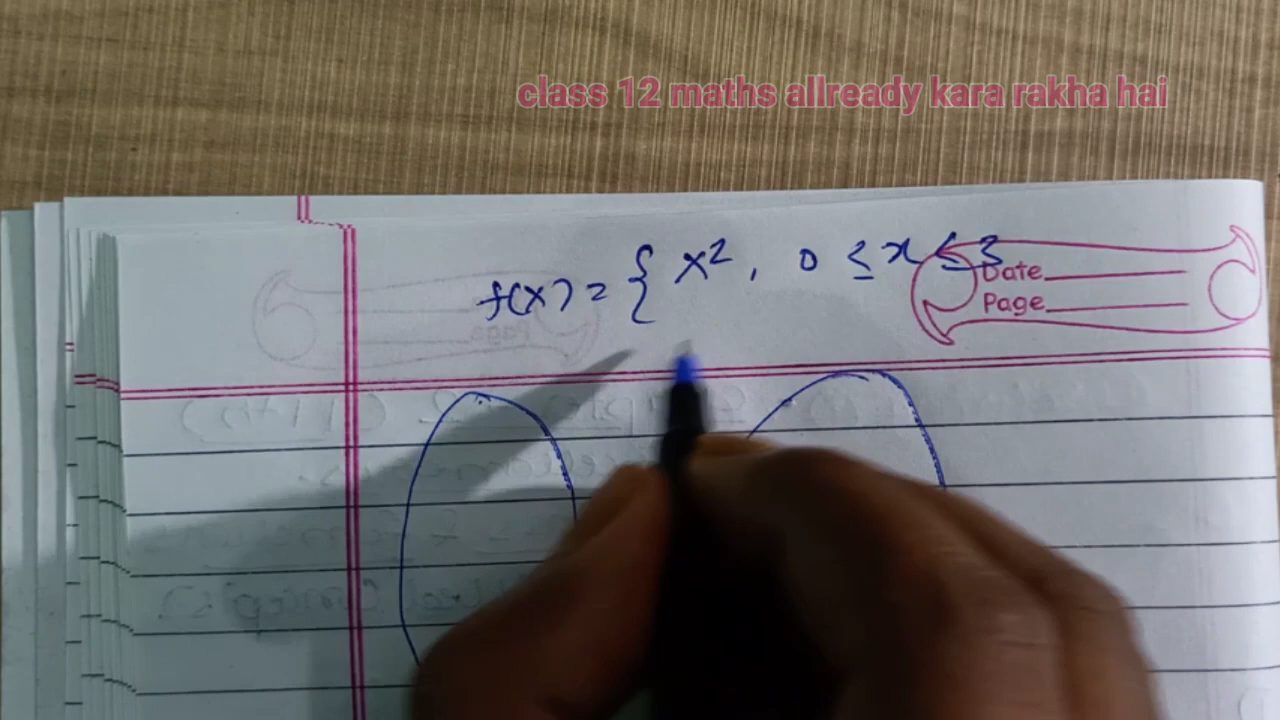 class 12 maths allready kara rakha hai
f(x) = { x², 0 ≤ x ≤ 3
Date
Page